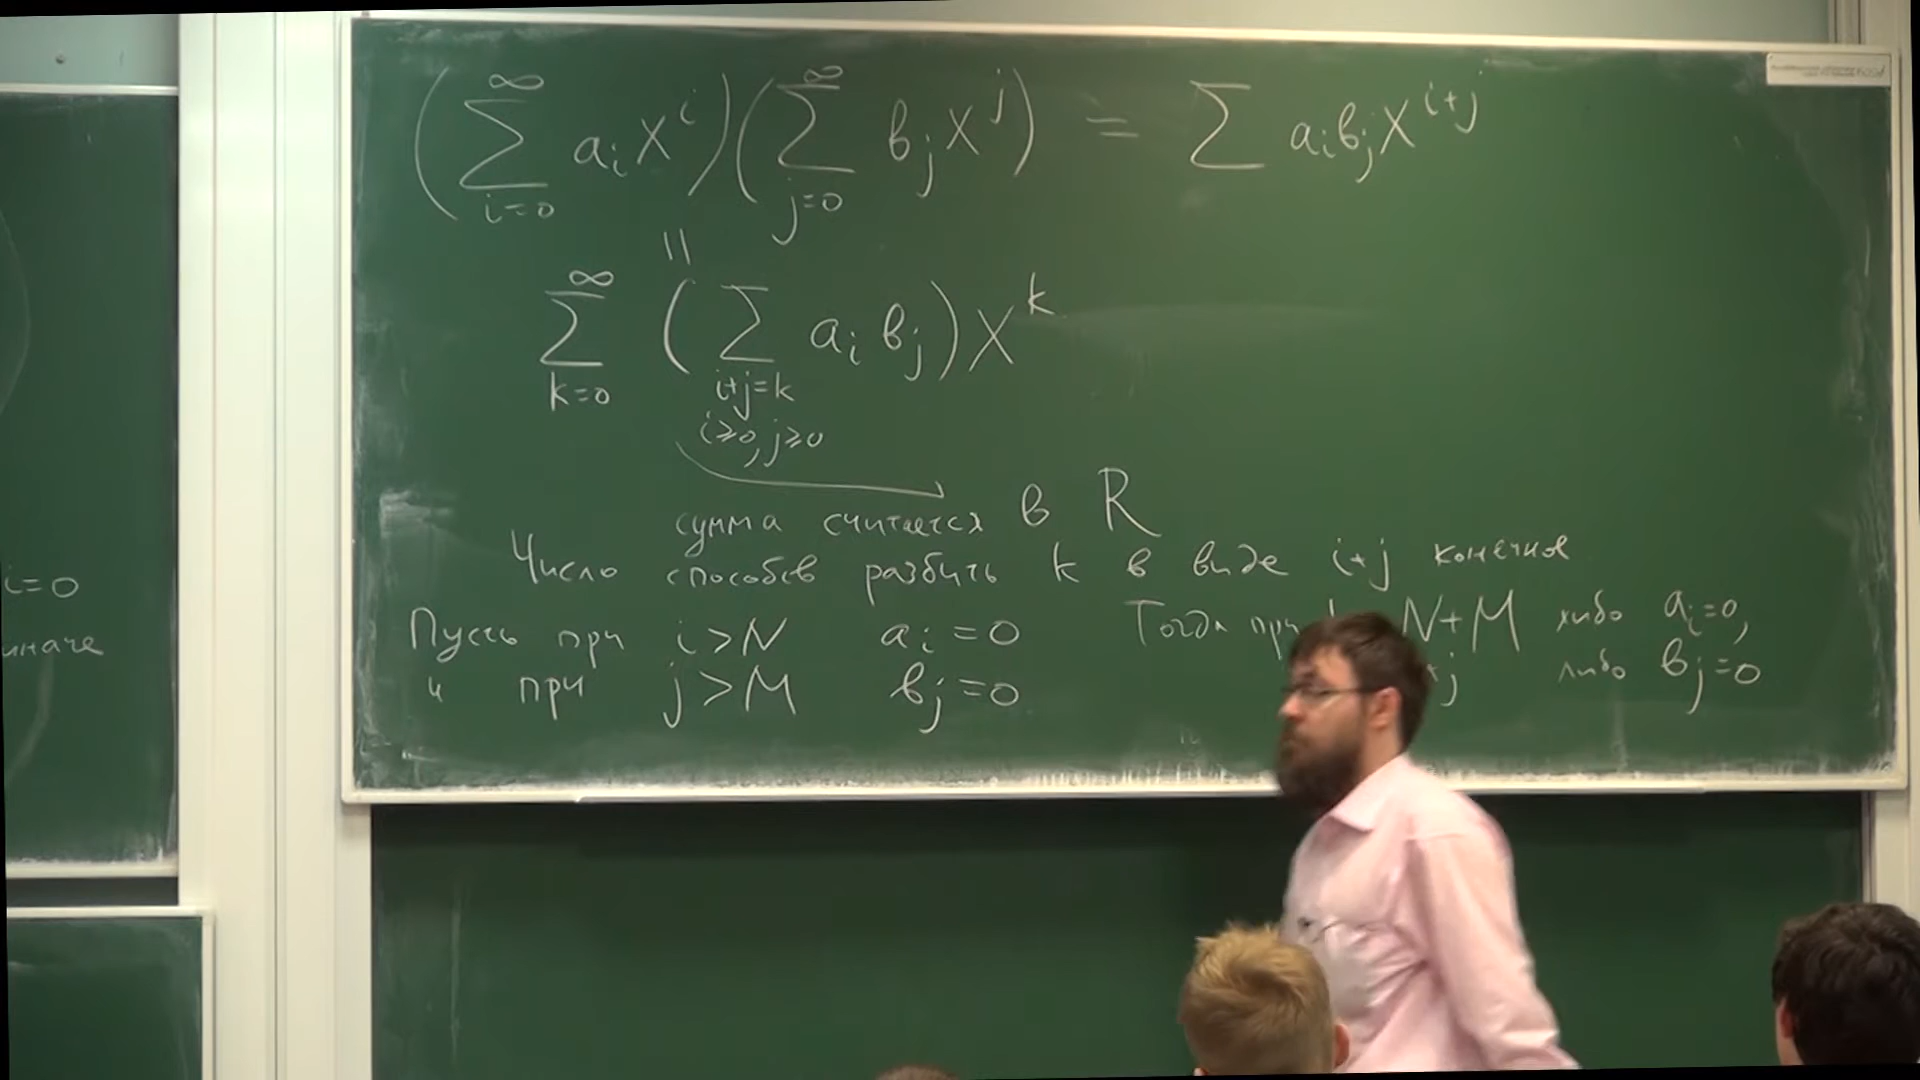 i=0
иначе
(∑_{i=0}^{∞} a_i x^i)(∑_{j=0}^{∞} b_j x^j) = ∑ a_i b_j x^{i+j}
||
∑_{k=0}^{∞} (∑_{i+j=k, i≥0, j≥0} a_i b_j) x^k
сумма считается в R
Число способов разбить k в виде i+j конечное
Пусть при i>N a_i=0
и при j>M b_j=0
Тогда при N+M либо a_i=0,
+j либо b_j=0